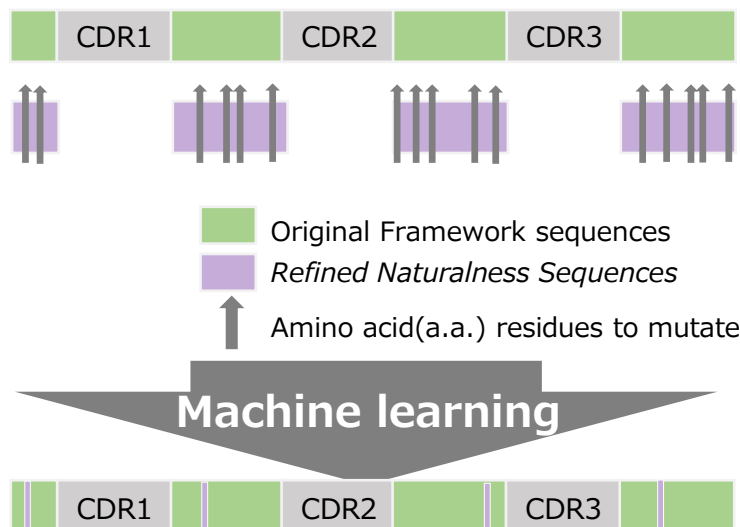 CDR1 CDR2 CDR3
Original Framework sequences
Refined Naturalness Sequences
Amino acid(a.a.) residues to mutate
Machine learning
CDR1 CDR2 CDR3